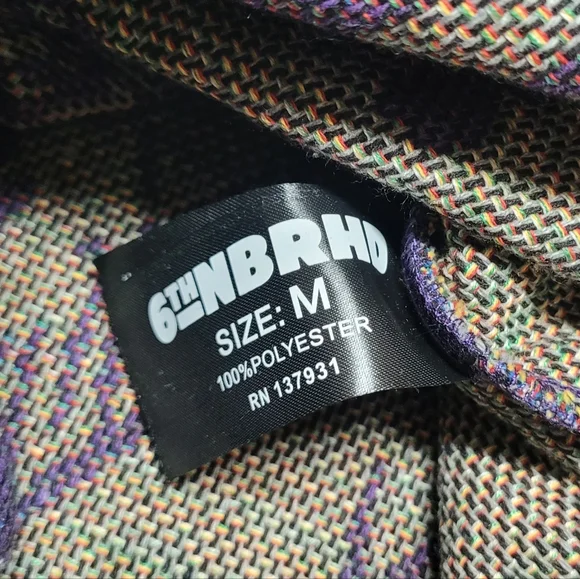 6TH NBRHD
SIZE: M
100%POLYESTER
RN 137931